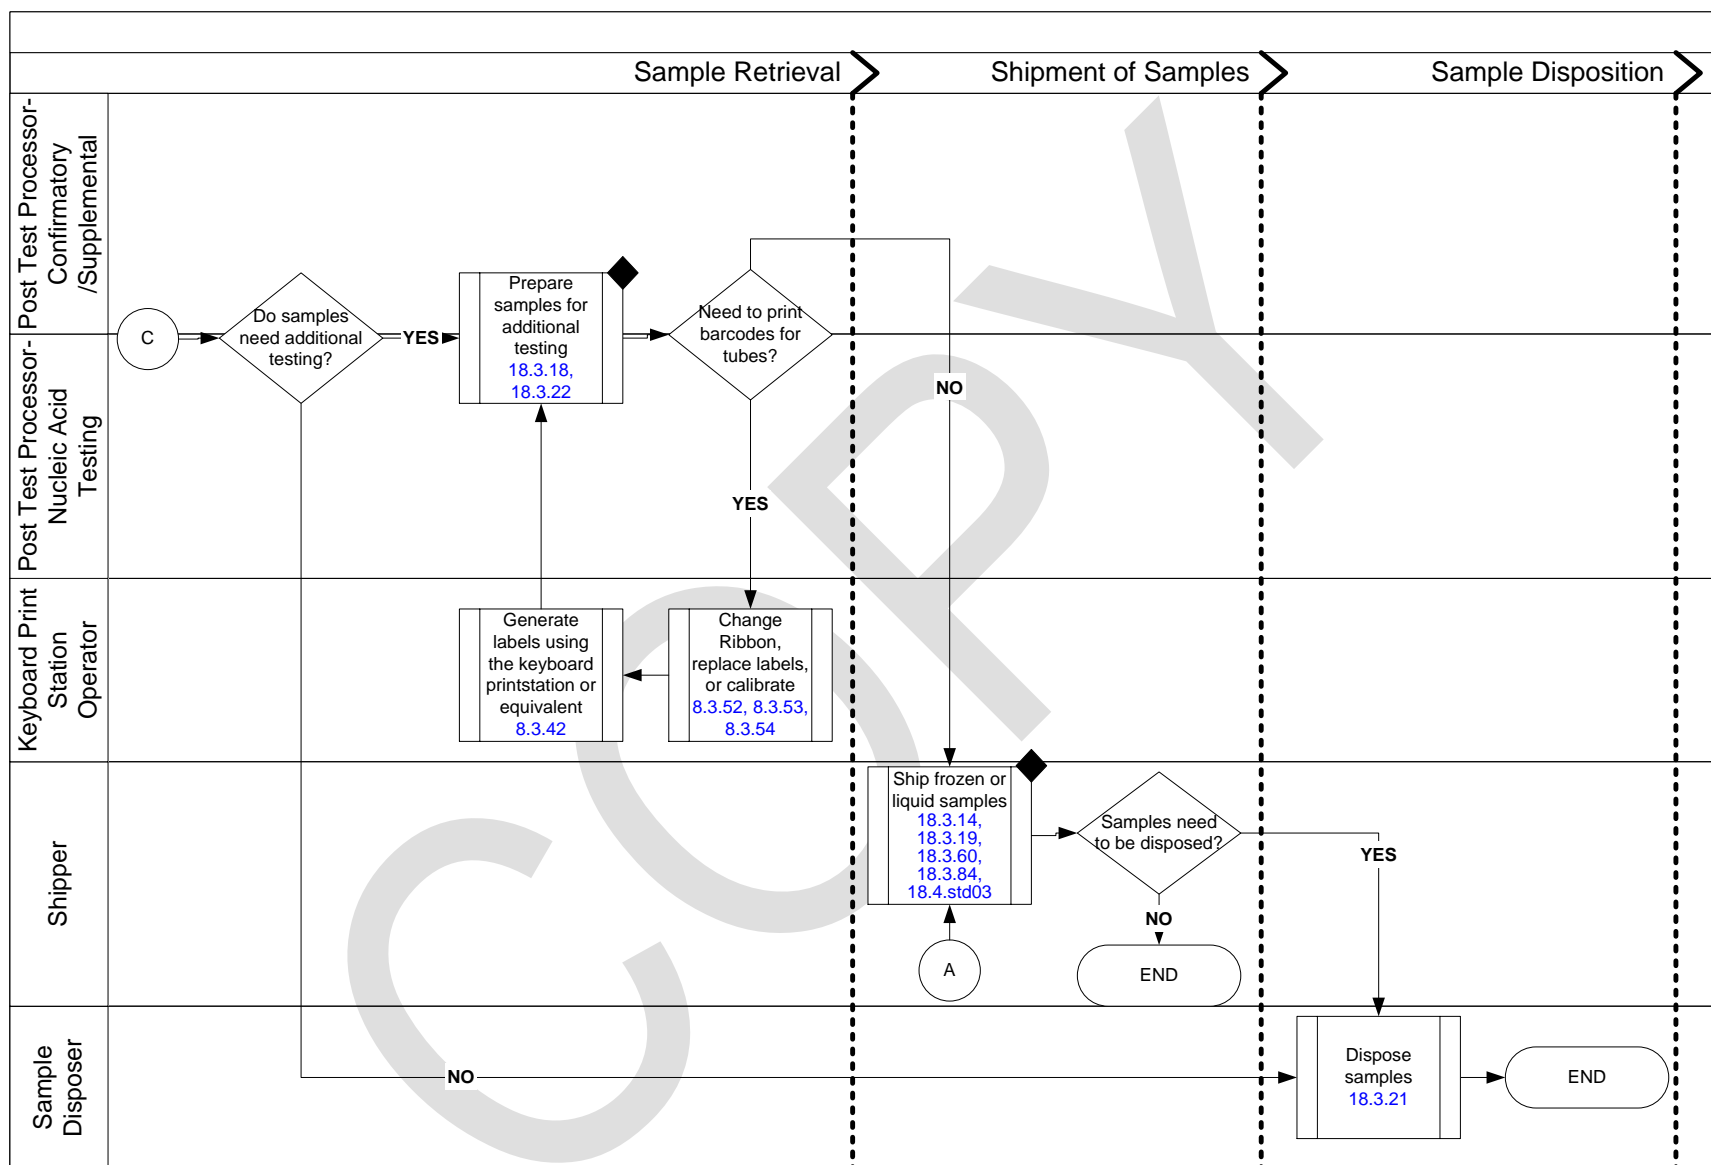 Sample Retrieval
Shipment of Samples
Sample Disposition
Post Test Processor-
Confirmatory
/Supplemental
C
Do samples
need additional
testing?
YES
Prepare
samples for
additional
testing
18.3.18,
18.3.22
Need to print
barcodes for
tubes?
NO
YES
Post Test Processor-
Nucleic Acid
Testing
Keyboard Print
Station
Operator
Generate
labels using
the keyboard
printstation or
equivalent
8.3.42
Change
Ribbon,
replace labels,
or calibrate
8.3.52, 8.3.53,
8.3.54
Shipper
Ship frozen or
liquid samples
18.3.14,
18.3.19,
18.3.60,
18.3.84,
18.4.std03
A
Samples need
to be disposed?
YES
NO
END
Sample
Disposer
NO
Dispose
samples
18.3.21
END
COPY